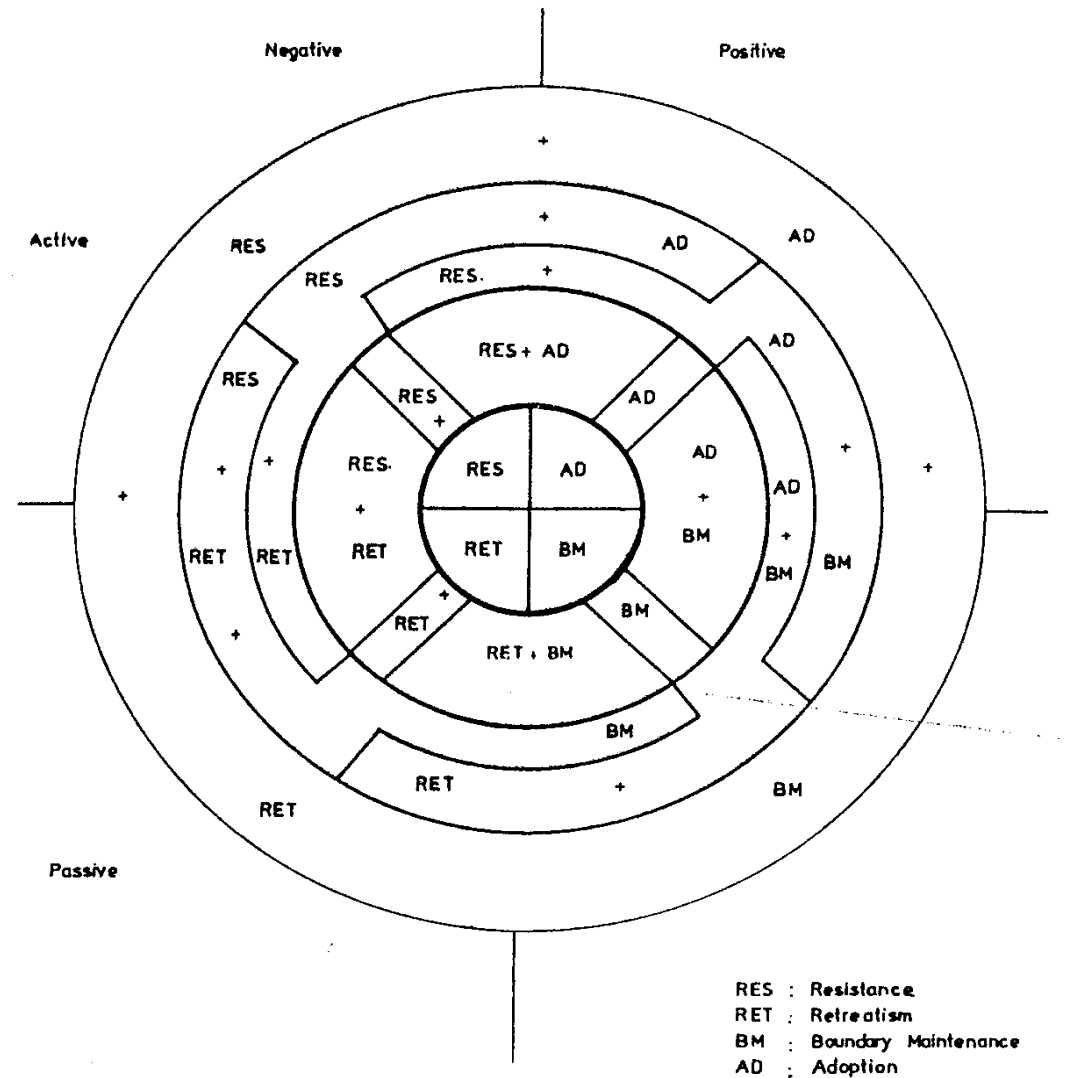 Negative Positive
+
+
Active RES AD
RES AD
RES. +
AD
RES + AD
RES
RES AD
+
AD
+
RES. RES AD
+ +
AD
+ + +
+ +
RET BM
BM
RET RET RET BM BM
+
RET BM
+
RET + BM
BM
RET +
RET BM
Passive
RES : Resistance
RET : Retreatism
BM : Boundary Maintenance
AD : Adoption